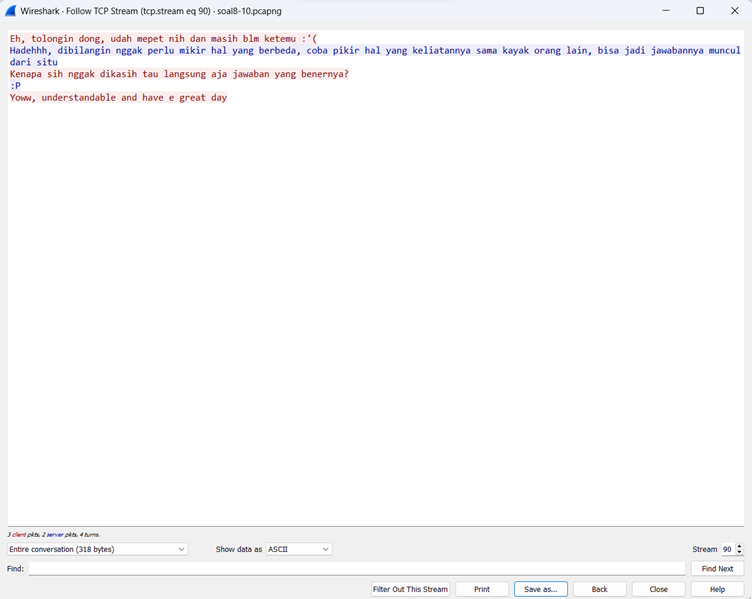 Wireshark · Follow TCP Stream (tcp.stream eq 90) · soal8-10.pcapng
Eh, tolongin dong, udah mepet nih dan masih blm ketemu :'(
Hadehhh, dibilangin nggak perlu mikir hal yang berbeda, coba pikir hal yang keliatannya sama kayak orang lain, bisa jadi jawabannya muncul
dari situ
Kenapa sih nggak dikasih tau langsung aja jawaban yang benernya?
:P
Yoww, understandable and have e great day
3 client pkts, 2 server pkts, 4 turns.
Entire conversation (318 bytes) Show data as ASCII Stream 90
Find: Find Next
Filter Out This Stream Print Save as... Back Close Help